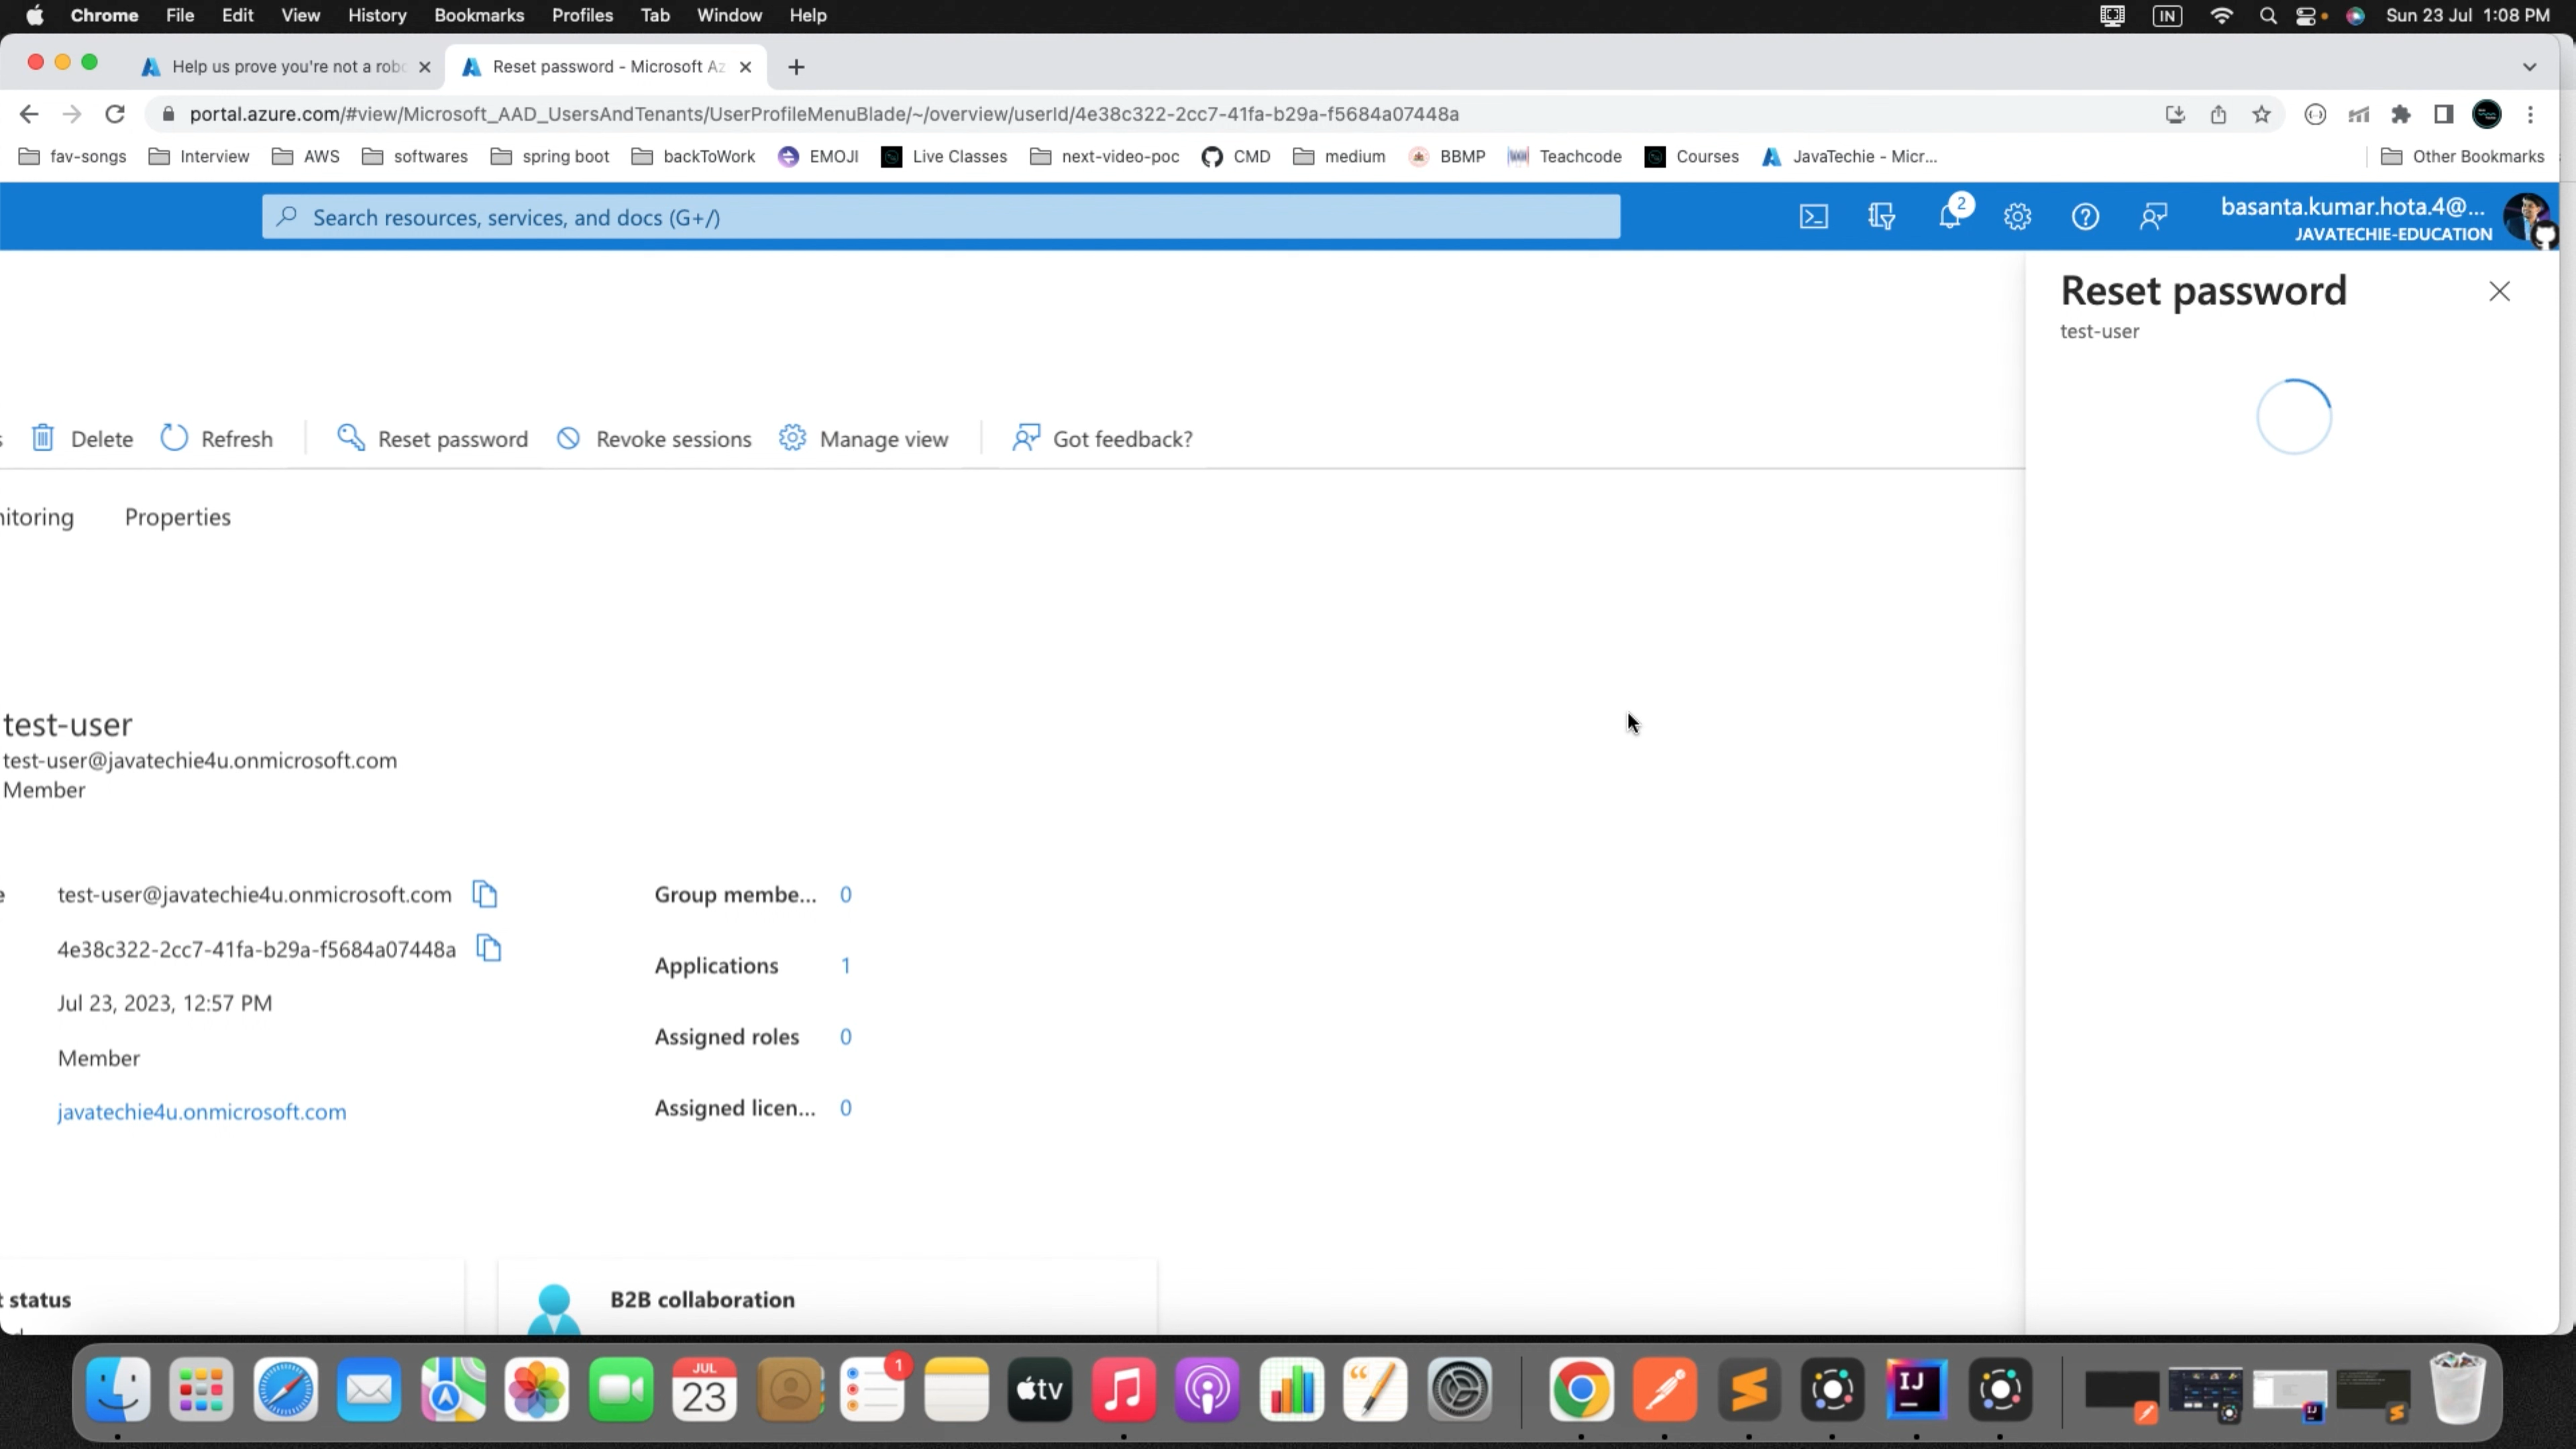 Chrome File Edit View History Bookmarks Profiles Tab Window Help IN Sun 23 Jul 1:08 PM
Help us prove you're not a rob Reset password - Microsoft Az
portal.azure.com/#view/Microsoft_AAD_UsersAndTenants/UserProfileMenuBlade/~/overview/userId/4e38c322-2cc7-41fa-b29a-f5684a07448a
fav-songs Interview AWS softwares spring boot backToWork EMOJI Live Classes next-video-poc CMD medium BBMP Teachcode Courses JavaTechie - Micr... Other Bookmarks
Search resources, services, and docs (G+/) 2 basanta.kumar.hota.4@...
JAVATECHIE-EDUCATION
Reset password
test-user
Delete Refresh Reset password Revoke sessions Manage view Got feedback?
nitoring Properties
test-user
test-user@javatechie4u.onmicrosoft.com
Member
e test-user@javatechie4u.onmicrosoft.com Group membe... 0
4e38c322-2cc7-41fa-b29a-f5684a07448a
Applications 1
Jul 23, 2023, 12:57 PM
Assigned roles 0
Member
Assigned licen... 0
javatechie4u.onmicrosoft.com
t status B2B collaboration
JUL
23
1
tv
IJ